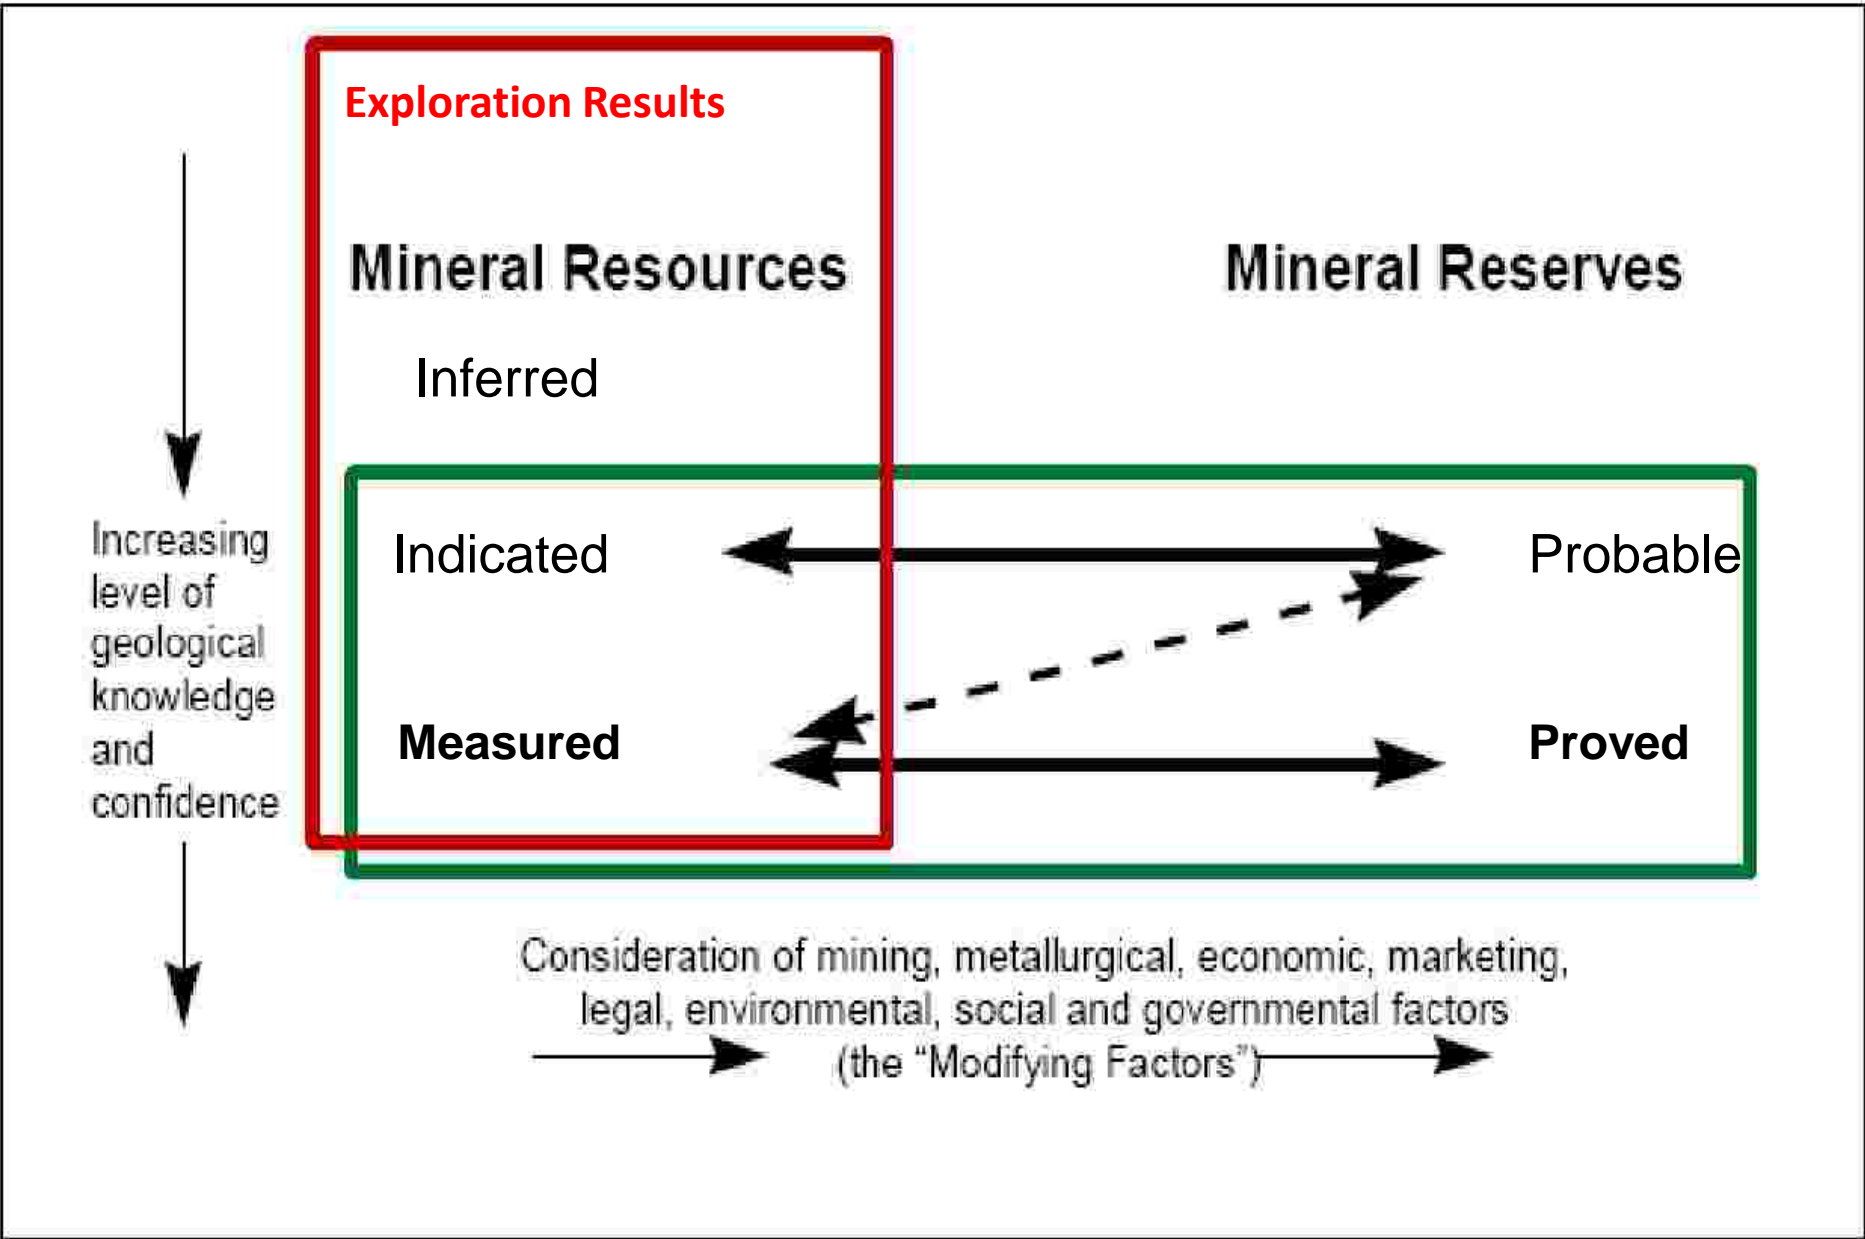 Exploration Results
Mineral Resources
Mineral Reserves
Inferred
Indicated
Probable
Measured
Proved
Increasing
level of
geological
knowledge
and
confidence
Consideration of mining, metallurgical, economic, marketing,
legal, environmental, social and governmental factors
(the “Modifying Factors”)